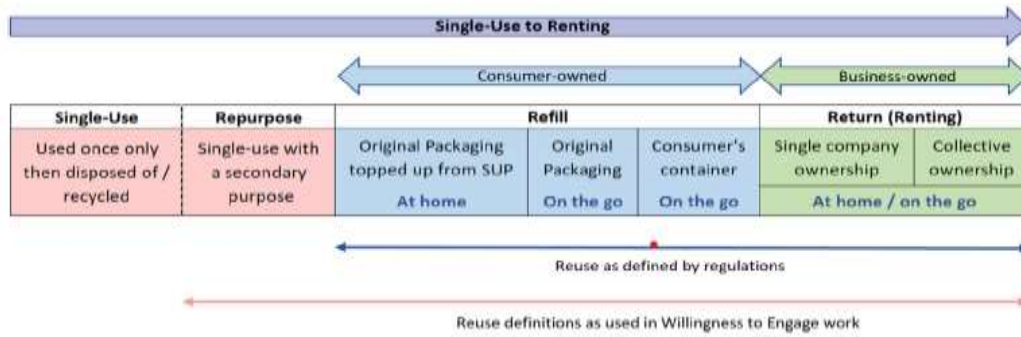 Single-Use to Renting
Consumer-owned
Business-owned
Single-Use
Repurpose
Refill
Return (Renting)
Used once only
then disposed of /
recycled
Single-use with
a secondary
purpose
Original Packaging
topped up from SUP
At home
Original
Packaging
On the go
Consumer's
container
On the go
Single company
ownership
Collective
ownership
At home / on the go
Reuse as defined by regulations
Reuse definitions as used in Willingness to Engage work